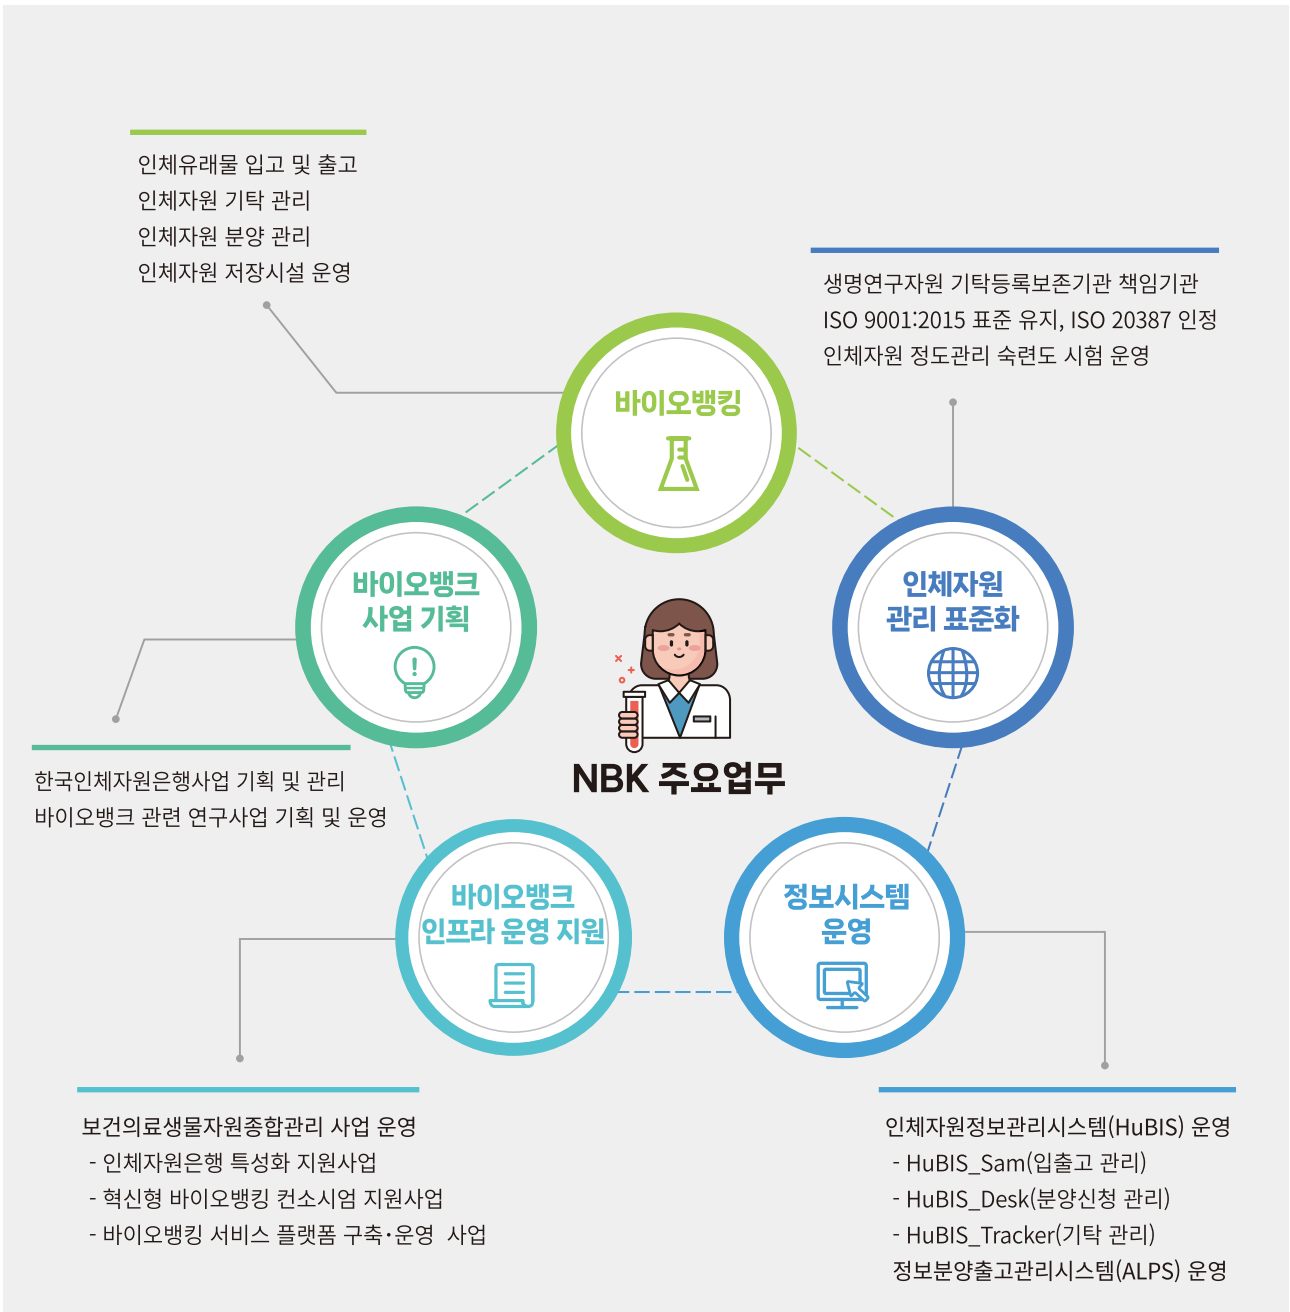 인체유래물 입고 및 출고
인체자원 기탁 관리
인체자원 분양 관리
인체자원 저장시설 운영
생명연구자원 기탁등록보존기관 책임기관
ISO 9001:2015 표준 유지, ISO 20387 인정
인체자원 정도관리 숙련도 시험 운영
바이오뱅킹
바이오뱅크
사업 기획
인체자원
관리 표준화
NBK 주요업무
한국인체자원은행사업 기획 및 관리
바이오뱅크 관련 연구사업 기획 및 운영
바이오뱅크
인프라 운영 지원
정보시스템
운영
보건의료생물자원종합관리 사업 운영
- 인체자원은행 특성화 지원사업
- 혁신형 바이오뱅킹 컨소시엄 지원사업
- 바이오뱅킹 서비스 플랫폼 구축·운영 사업
인체자원정보관리시스템(HuBIS) 운영
- HuBIS_Sam(입출고 관리)
- HuBIS_Desk(분양신청 관리)
- HuBIS_Tracker(기탁 관리)
정보분양출고관리시스템(ALPS) 운영